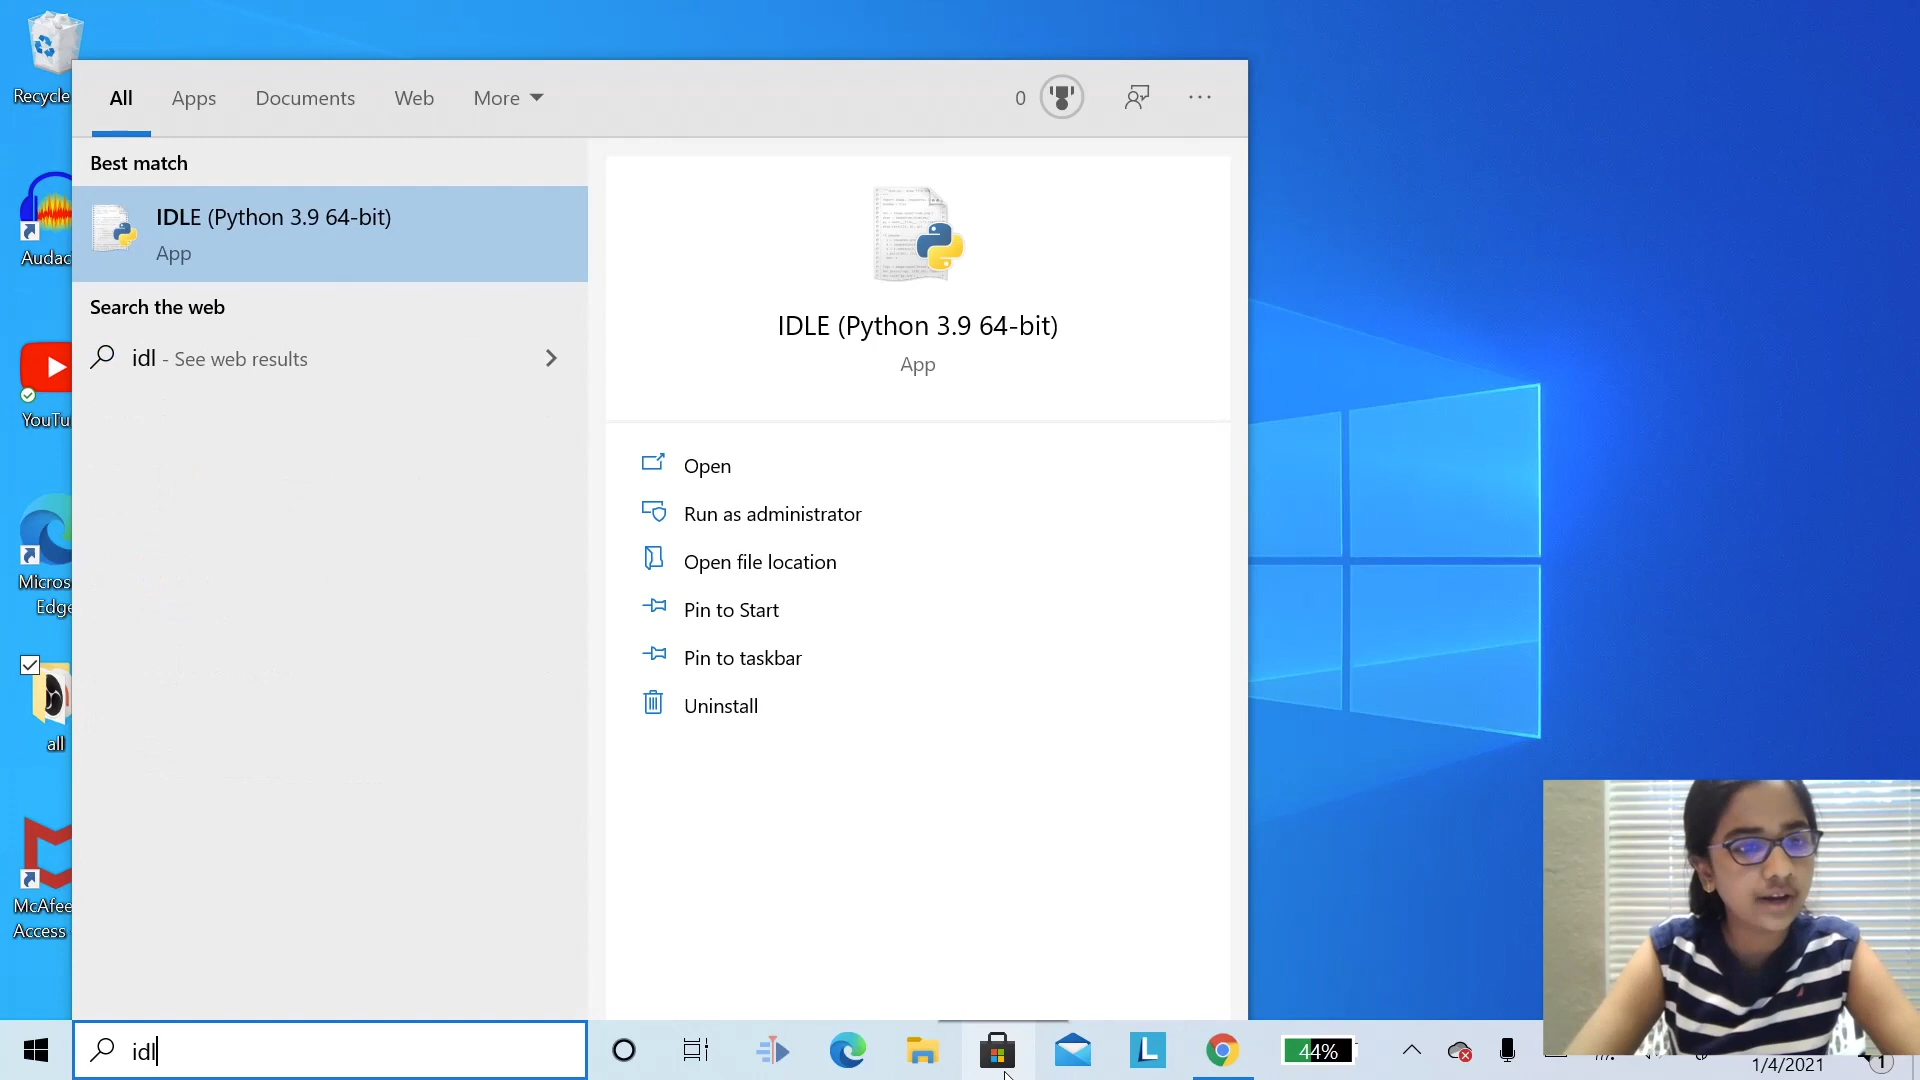 Recycle
All Apps Documents Web More 0
Best match
IDLE (Python 3.9 64-bit)
App
Search the web
idl - See web results
IDLE (Python 3.9 64-bit)
App
Open
Run as administrator
Open file location
Pin to Start
Pin to taskbar
Uninstall
Audac
YouTu
Micros
Edge
all
McAfee
Access
idl
L
44%
1/4/2021
1